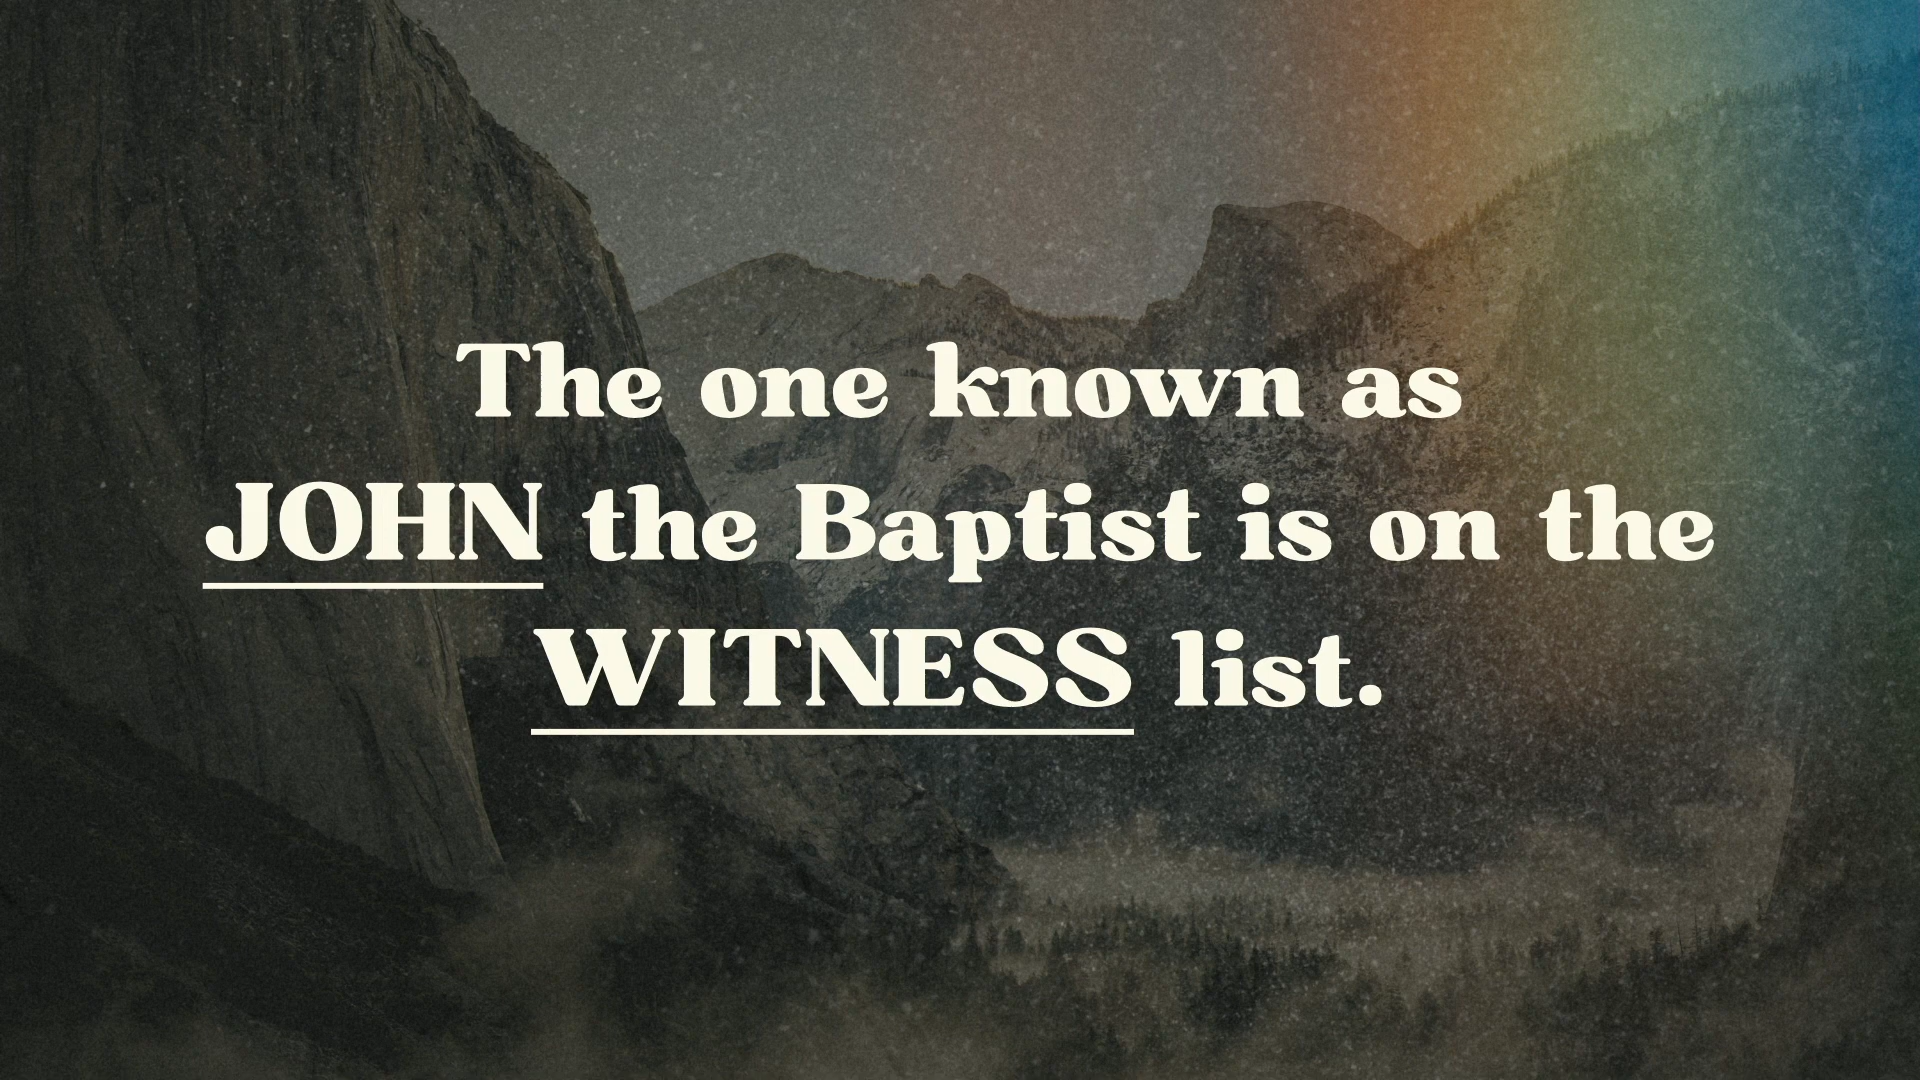 The one known as
JOHN the Baptist is on the
WITNESS list.